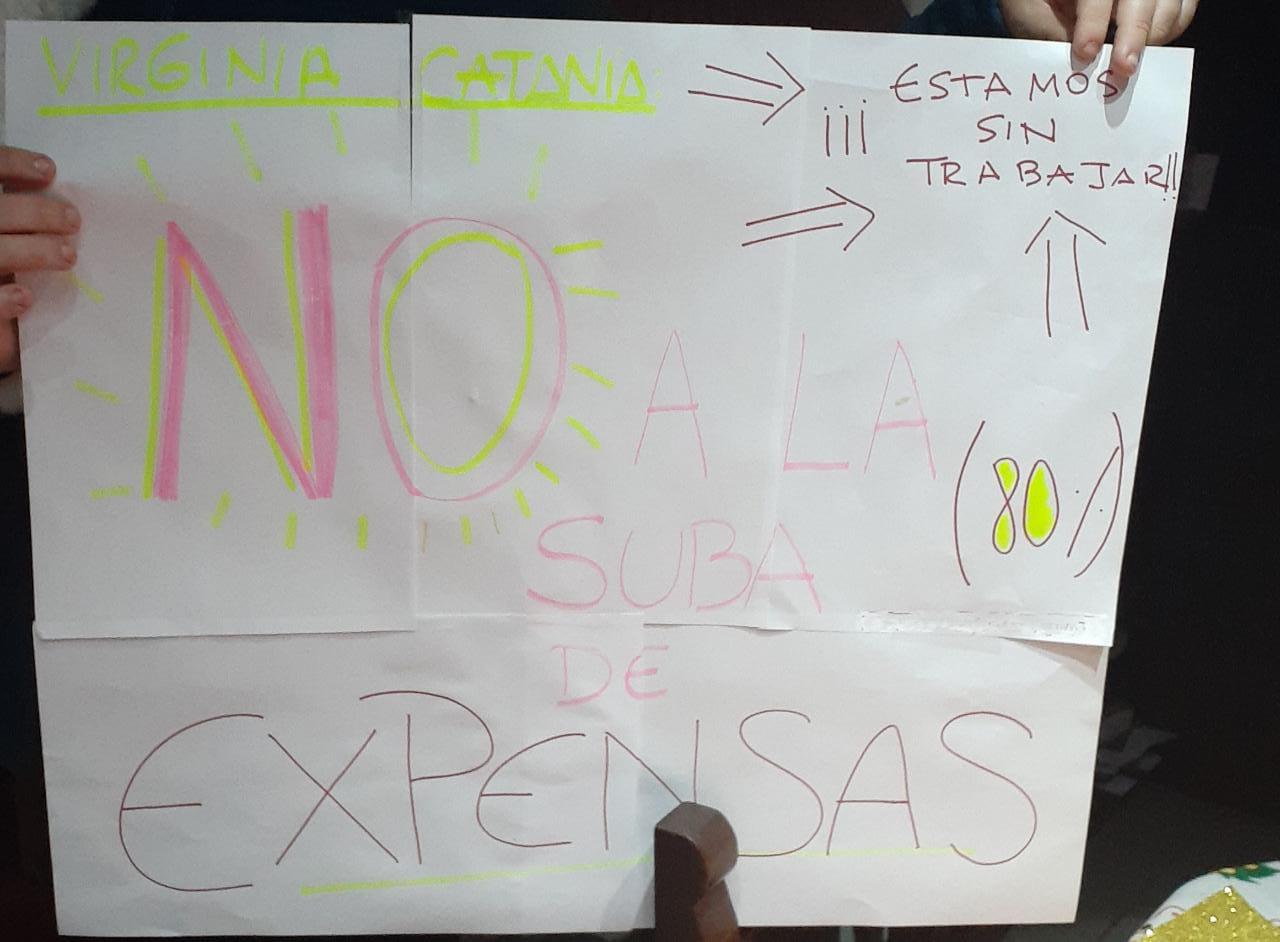 VIRGINIA CATANIA:
¡¡¡ ESTAMOS
SIN
TRABAJAR!!
NO A LA
(80%)
SUBA
DE
EXPENSAS